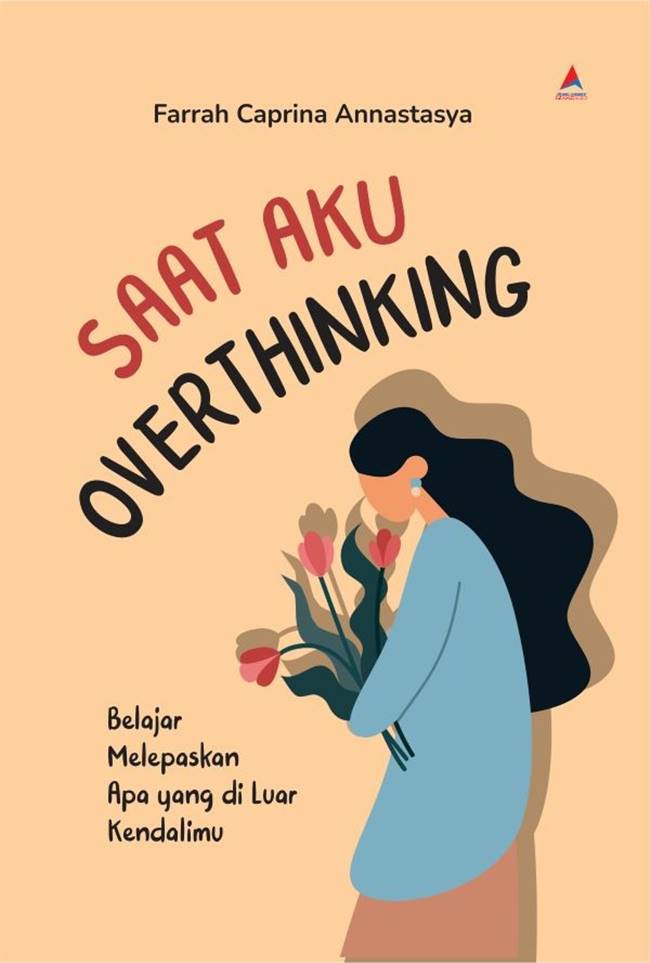 Farrah Caprina Annastasya
SAAT AKU
OVERTHINKING
Belajar
Melepaskan
Apa yang di Luar
Kendalimu